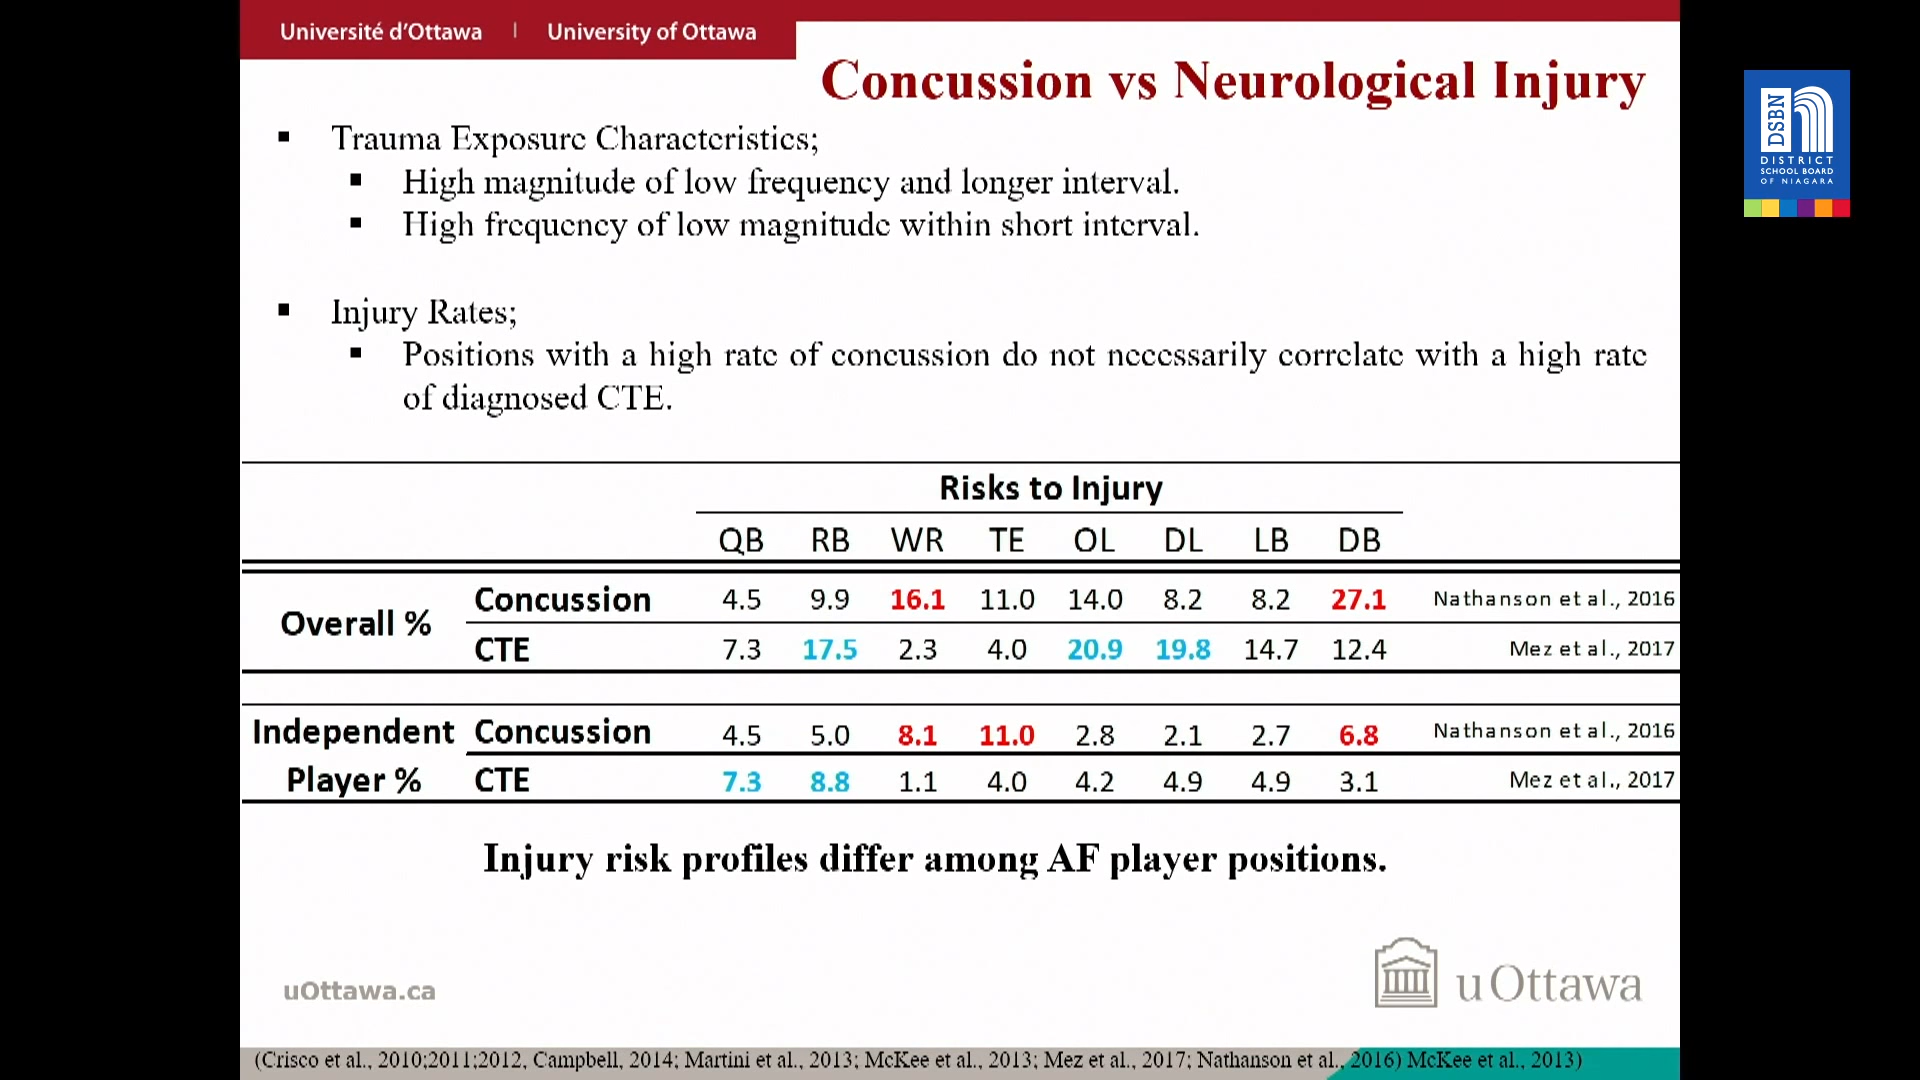 Université d'Ottawa | University of Ottawa
Concussion vs Neurological Injury
DSBN
DISTRICT
SCHOOL BOARD
OF NIAGARA
▪ Trauma Exposure Characteristics;
▪ High magnitude of low frequency and longer interval.
▪ High frequency of low magnitude within short interval.
▪ Injury Rates;
▪ Positions with a high rate of concussion do not necessarily correlate with a high rate
of diagnosed CTE.
Risks to Injury
QB RB WR TE OL DL LB DB
Overall %
Concussion 4.5 9.9 16.1 11.0 14.0 8.2 8.2 27.1 Nathanson et al., 2016
CTE 7.3 17.5 2.3 4.0 20.9 19.8 14.7 12.4 Mez et al., 2017
Independent Concussion 4.5 5.0 8.1 11.0 2.8 2.1 2.7 6.8 Nathanson et al., 2016
Player % CTE 7.3 8.8 1.1 4.0 4.2 4.9 4.9 3.1 Mez et al., 2017
Injury risk profiles differ among AF player positions.
uOttawa.ca
uOttawa
(Crisco et al., 2010;2011;2012, Campbell, 2014; Martini et al., 2013; McKee et al., 2013; Mez et al., 2017; Nathanson et al., 2016) McKee et al., 2013)